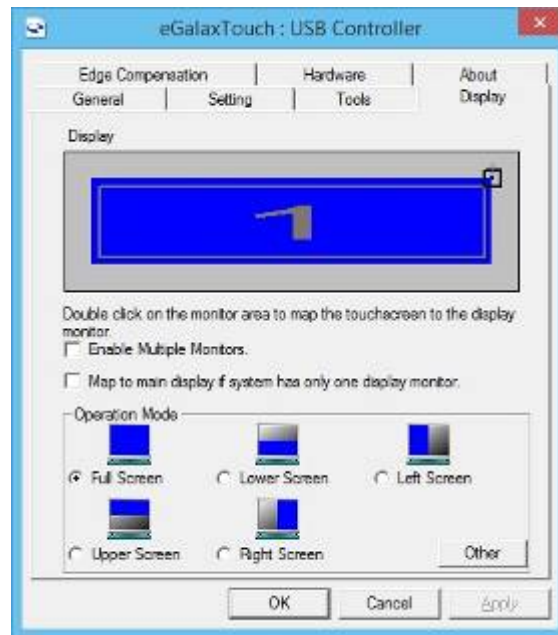 eGalaxTouch : USB Controller
Edge Compensation Hardware About
General Setting Tools Display
Display
1
Double click on the monitor area to map the touchscreen to the display
monitor.
Enable Multiple Monitors.
Map to main display if system has only one display monitor.
Operation Mode
Full Screen Lower Screen Left Screen
Upper Screen Right Screen Other
OK Cancel Apply